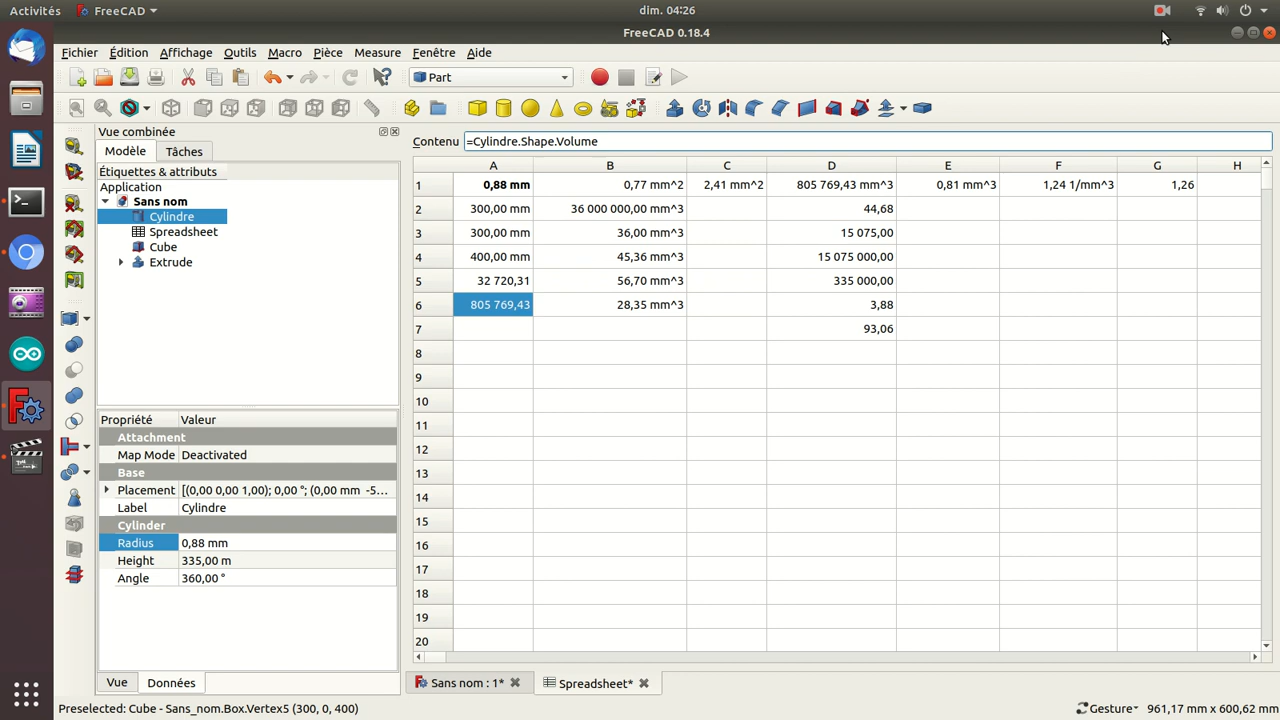 Activités FreeCAD dim. 04:26
FreeCAD 0.18.4
Fichier Édition Affichage Outils Macro Pièce Measure Fenêtre Aide
Part
Vue combinée
Modèle Tâches
Étiquettes & attributs
Application
Sans nom
Cylindre
Spreadsheet
Cube
Extrude
Propriété Valeur
Attachment
Map Mode Deactivated
Base
Placement [(0,00 0,00 1,00); 0,00 °; (0,00 mm -5...
Label Cylindre
Cylinder
Radius 0,88 mm
Height 335,00 m
Angle 360,00 °
Vue Données
Contenu =Cylindre.Shape.Volume
A B C D E F G H
1 0,88 mm 0,77 mm^2 2,41 mm^2 805 769,43 mm^3 0,81 mm^3 1,24 1/mm^3 1,26
2 300,00 mm 36 000 000,00 mm^3 44,68
3 300,00 mm 36,00 mm^3 15 075,00
4 400,00 mm 45,36 mm^3 15 075 000,00
5 32 720,31 56,70 mm^3 335 000,00
6 805 769,43 28,35 mm^3 3,88
7 93,06
8
9
10
11
12
13
14
15
16
17
18
19
20
Sans nom : 1* Spreadsheet*
Preselected: Cube - Sans_nom.Box.Vertex5 (300, 0, 400) Gesture 961,17 mm x 600,62 mm